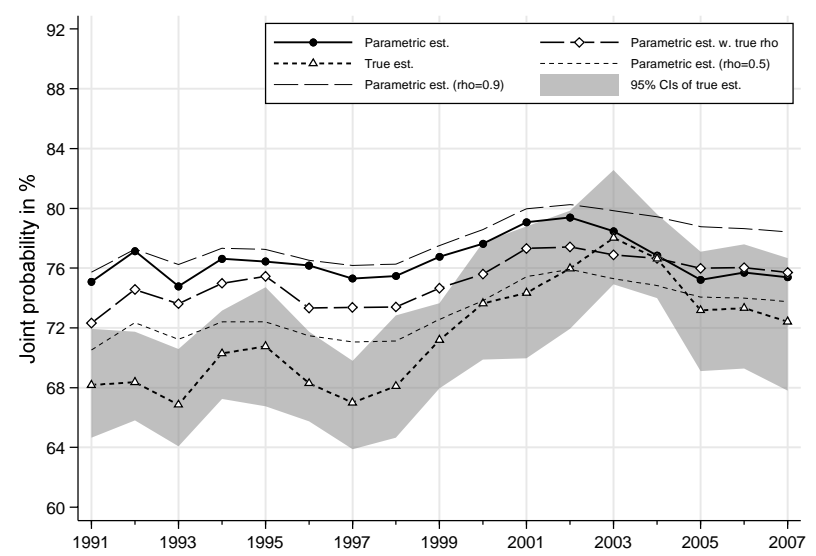 Parametric est.
Parametric est. w. true rho
True est.
Parametric est. (rho=0.5)
Parametric est. (rho=0.9)
95% CIs of true est.
Joint probability in %
92
88
84
80
76
72
68
64
60
1991 1993 1995 1997 1999 2001 2003 2005 2007